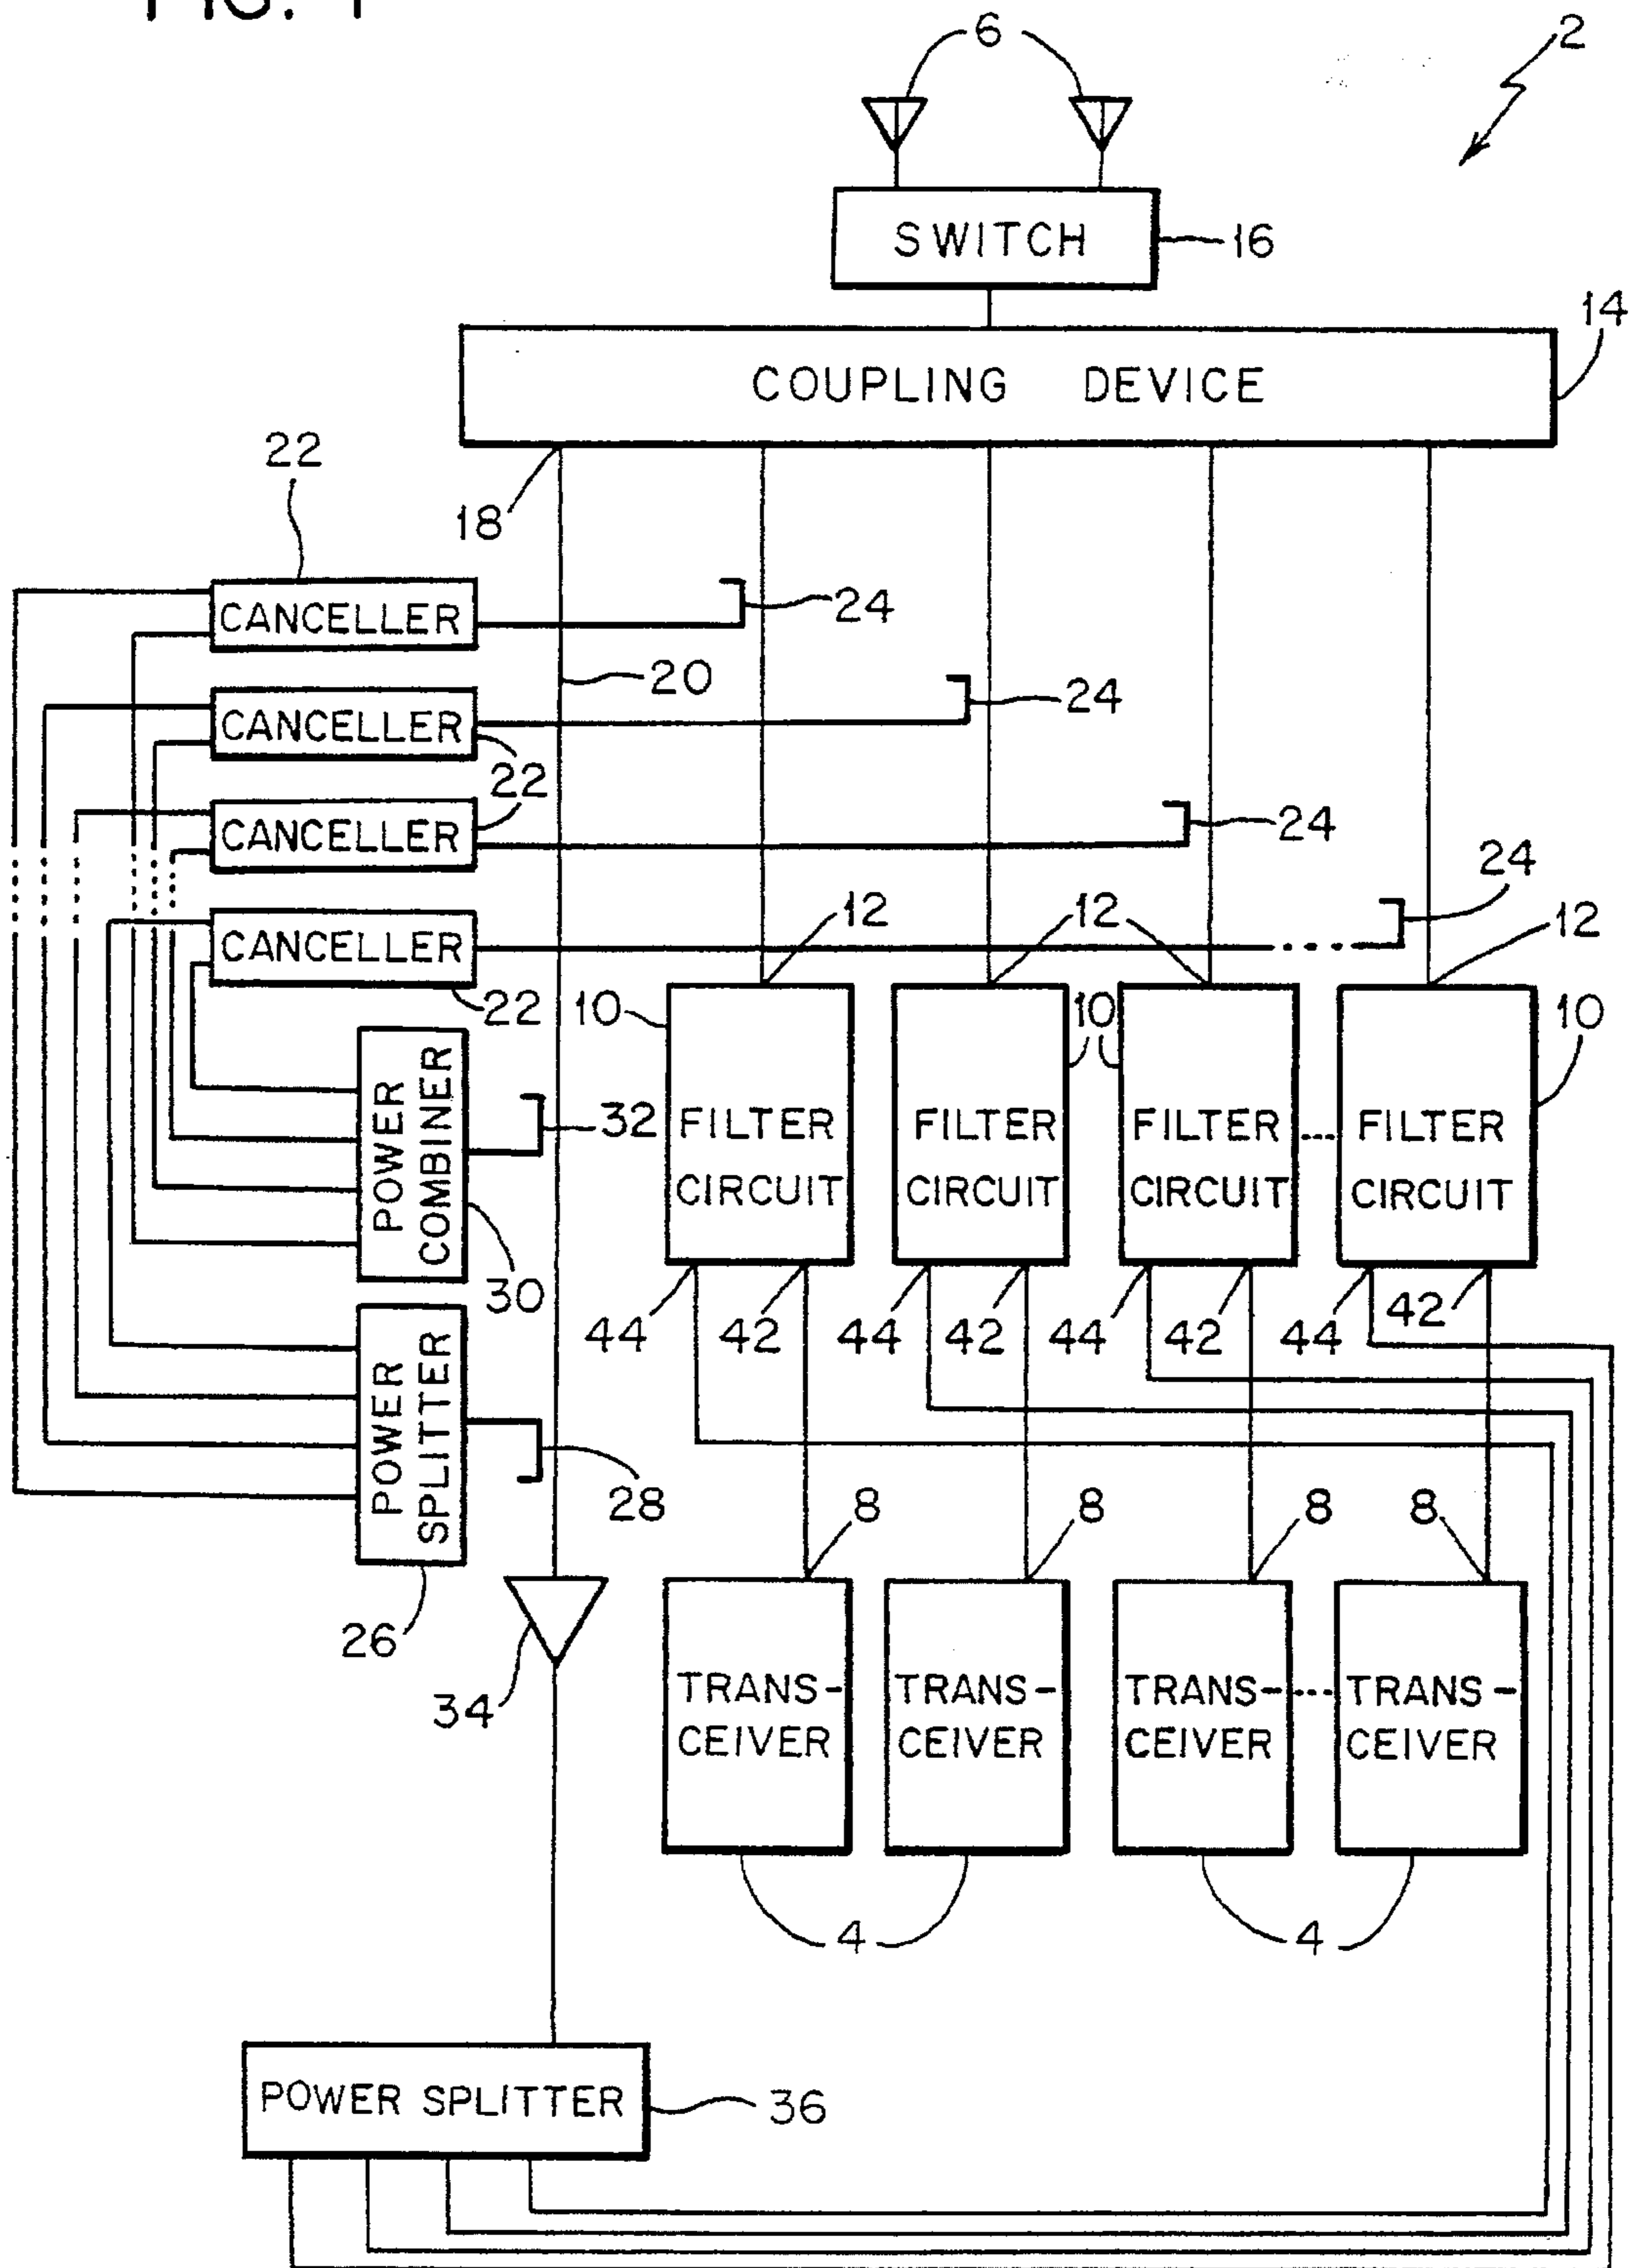 6
2
SWITCH
16
14
COUPLING DEVICE
22
18
CANCELLER
24
20
CANCELLER
24
22
CANCELLER
24
24
12
12
12
CANCELLER
22
10
10
10
POWER COMBINER
32
FILTER CIRCUIT
FILTER CIRCUIT
FILTER CIRCUIT
FILTER CIRCUIT
30
44
42
44
42
44
42
44
42
POWER SPLITTER
28
8
8
8
8
26
34
TRANS-
CEIVER
TRANS-
CEIVER
TRANS-
CEIVER
TRANS-
CEIVER
4
4
POWER SPLITTER
36